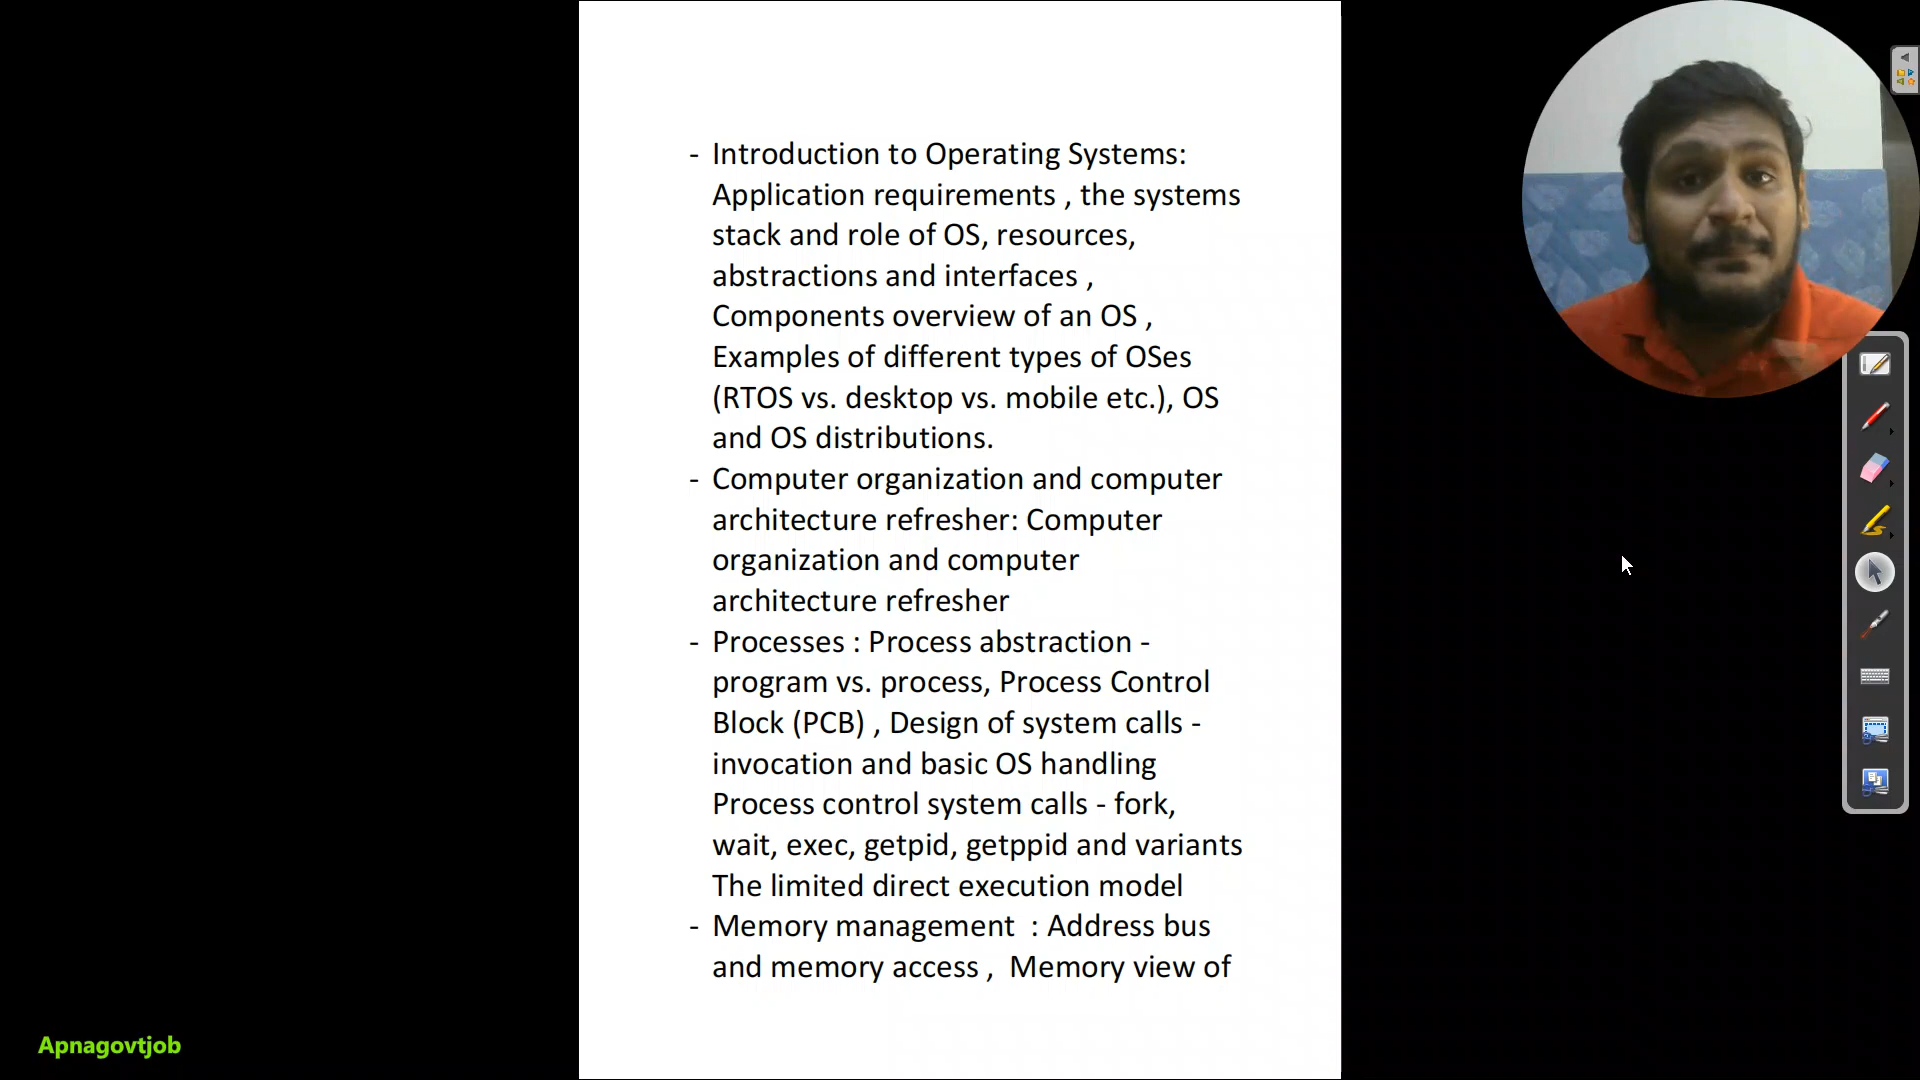 - Introduction to Operating Systems:
Application requirements , the systems
stack and role of OS, resources,
abstractions and interfaces ,
Components overview of an OS ,
Examples of different types of OSes
(RTOS vs. desktop vs. mobile etc.), OS
and OS distributions.
- Computer organization and computer
architecture refresher: Computer
organization and computer
architecture refresher
- Processes : Process abstraction -
program vs. process, Process Control
Block (PCB) , Design of system calls -
invocation and basic OS handling
Process control system calls - fork,
wait, exec, getpid, getppid and variants
The limited direct execution model
- Memory management  : Address bus
and memory access ,  Memory view of
Apnagovtjob